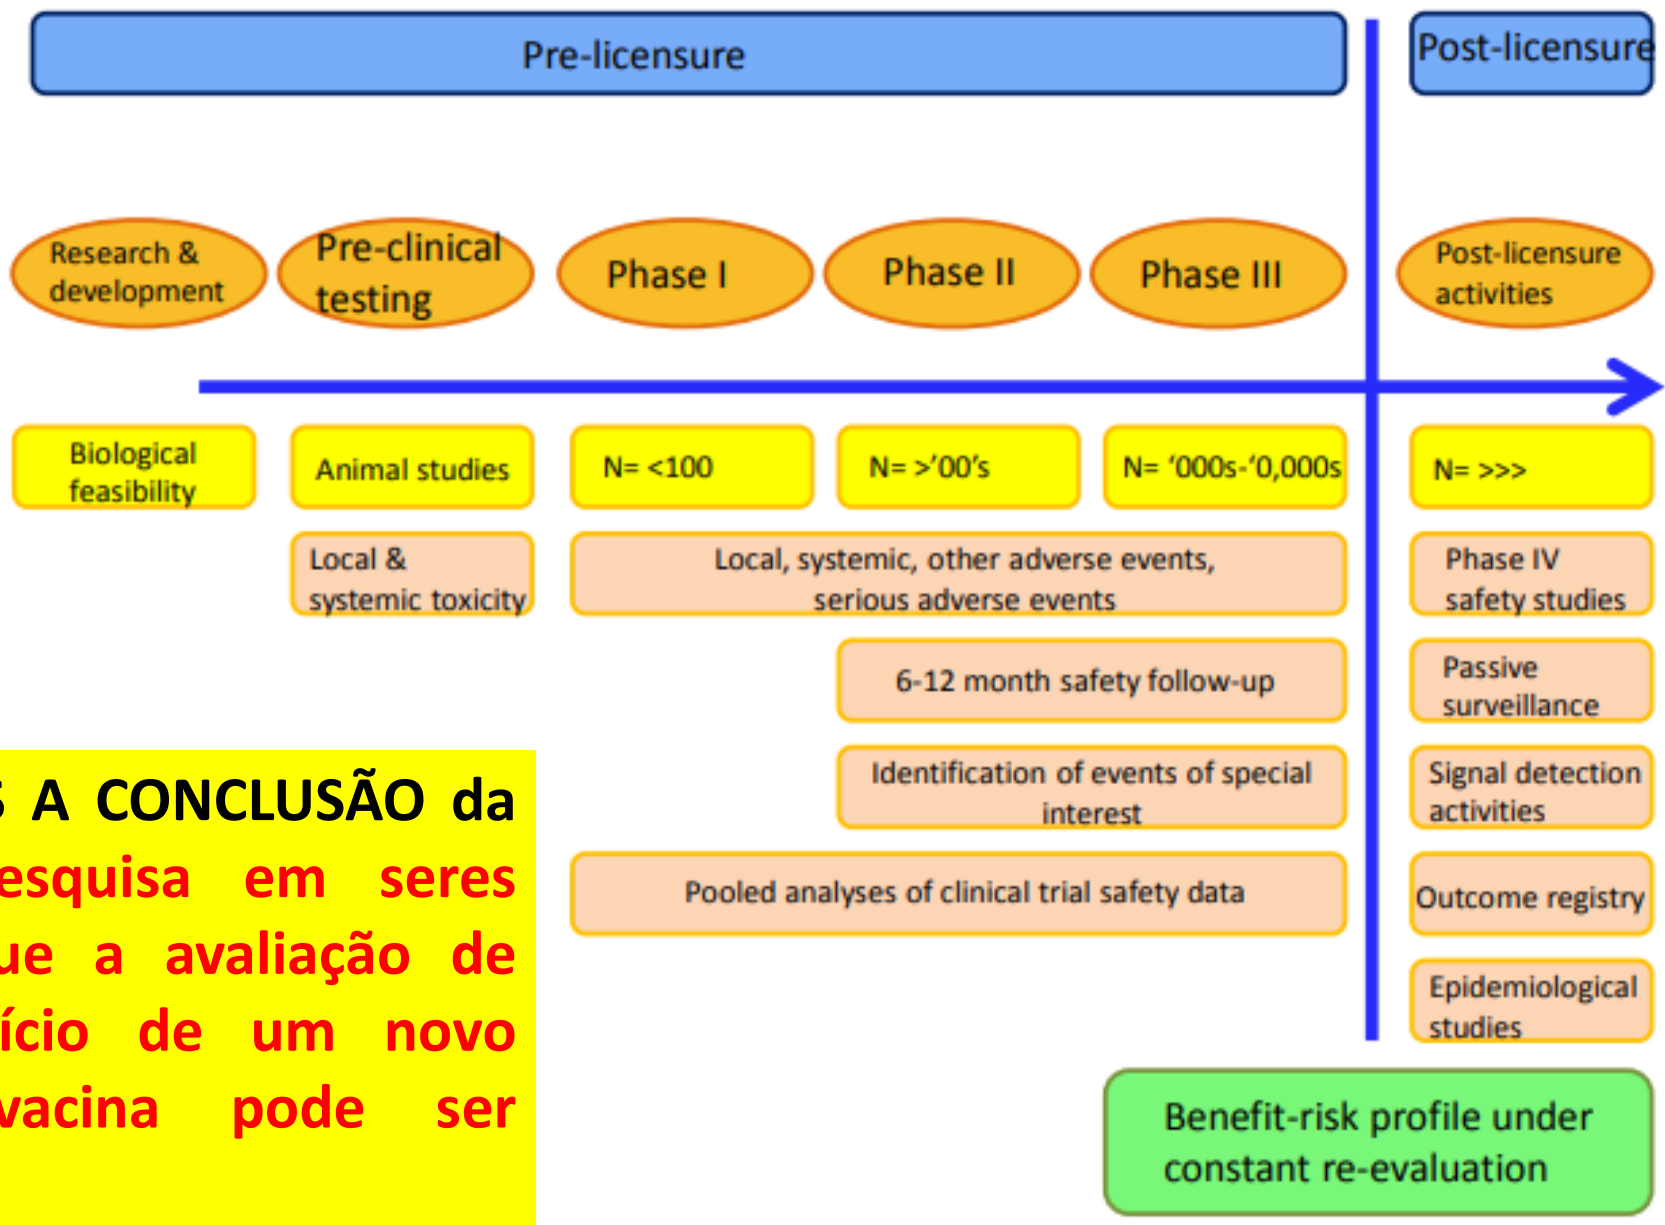 Pre-licensure
Post-licensure
Research &
development
Pre-clinical
testing
Phase I
Phase II
Phase III
Post-licensure
activities
Biological
feasibility
Animal studies
N= <100
N= >’00’s
N= ‘000s-‘0,000s
N= >>>
Local &
systemic toxicity
Local, systemic, other adverse events,
serious adverse events
Phase IV
safety studies
6-12 month safety follow-up
Passive
surveillance
Identification of events of special
interest
Signal detection
activities
Pooled analyses of clinical trial safety data
Outcome registry
Epidemiological
studies
S A CONCLUSÃO da
esquisa em seres
ue a avaliação de
ício de um novo
vacina pode ser
Benefit-risk profile under
constant re-evaluation